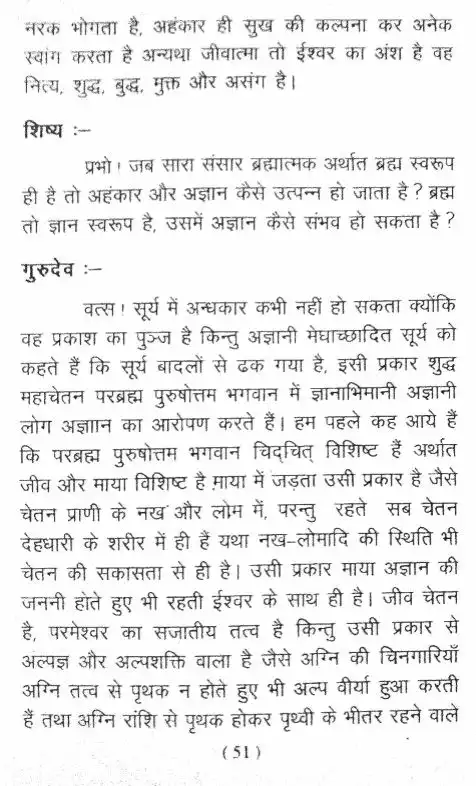 नरक भोगता है, अहंकार ही सुख की कल्पना कर अनेक
स्वांग करता है अन्यथा जीवात्मा तो ईश्वर का अंश है वह
नित्य, शुद्ध, बुद्ध, मुक्त और असंग है।
शिष्य :–
प्रभो! जब सारा संसार ब्रह्मात्मक अर्थात ब्रह्म स्वरूप
ही है तो अहंकार और अज्ञान कैसे उत्पन्न हो जाता है? ब्रह्म
तो ज्ञान स्वरूप है, उसमें अज्ञान कैसे संभव हो सकता है?
गुरुदेव :–
वत्स! सूर्य में अन्धकार कभी नहीं हो सकता क्योंकि
वह प्रकाश का पुञ्ज है किन्तु अज्ञानी मेघाच्छादित सूर्य को
कहते हैं कि सूर्य बादलों से ढक गया है, इसी प्रकार शुद्ध
महाचेतन परब्रह्म पुरुषोत्तम भगवान में ज्ञानाभिमानी अज्ञानी
लोग अज्ञाान का आरोपण करते हैं। हम पहले कह आये हैं
कि परब्रह्म पुरुषोत्तम भगवान चिद्चित् विशिष्ट हैं अर्थात
जीव और माया विशिष्ट है माया में जड़ता उसी प्रकार है जैसे
चेतन प्राणी के नख और लोम में, परन्तु रहते सब चेतन
देहधारी के शरीर में ही हैं यथा नख–लोमादि की स्थिति भी
चेतन की सकासता से ही है। उसी प्रकार माया अज्ञान की
जननी होते हुए भी रहती ईश्वर के साथ ही है। जीव चेतन
है, परमेश्वर का सजातीय तत्व है किन्तु उसी प्रकार से
अल्पज्ञ और अल्पशक्ति वाला है जैसे अग्नि की चिनगारियाँ
अग्नि तत्व से पृथक न होते हुए भी अल्प वीर्या हुआ करती
हैं तथा अग्नि रांशि से पृथक होकर पृथ्वी के भीतर रहने वाले
(51)